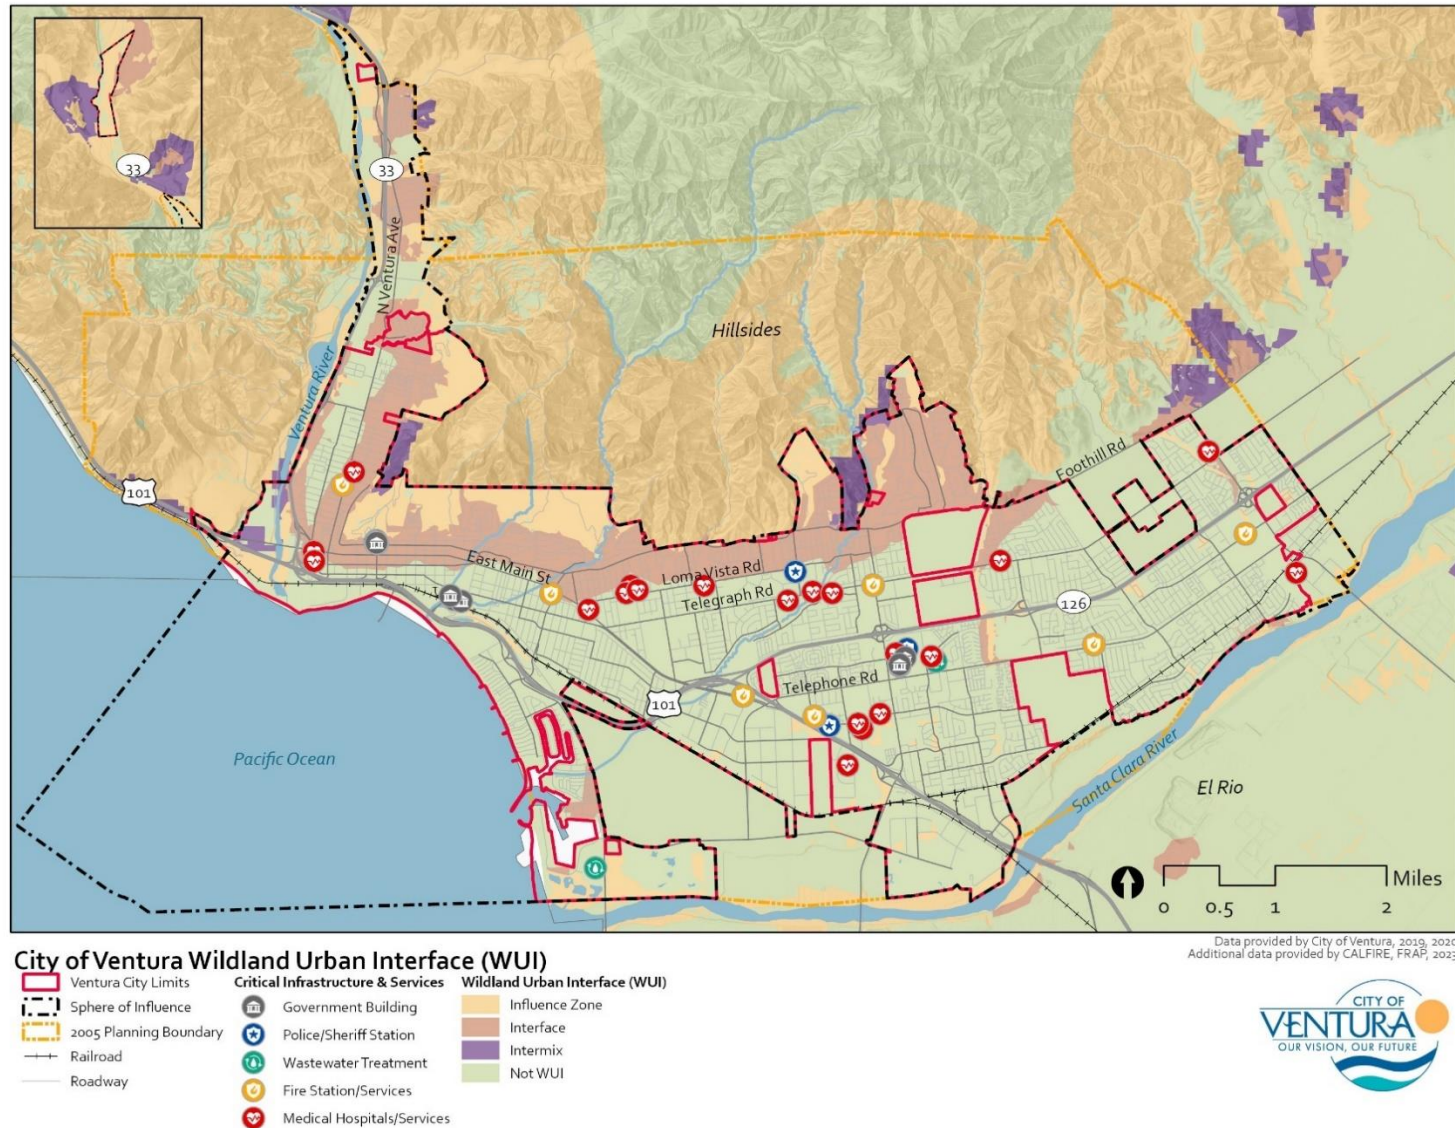 33
33
N Ventura Ave
Hillsides
Ventura River
Foothill Rd
101
East Main St
Loma Vista Rd
Telegraph Rd
126
Telephone Rd
101
Pacific Ocean
Santa Clara River
El Rio
Miles
0 0.5 1 2
Data provided by City of Ventura, 2019, 2020
Additional data provided by CALFIRE, FRAP, 2023
City of Ventura Wildland Urban Interface (WUI)
Ventura City Limits
Sphere of Influence
2005 Planning Boundary
Railroad
Roadway
Critical Infrastructure & Services
Government Building
Police/Sheriff Station
Wastewater Treatment
Fire Station/Services
Medical Hospitals/Services
Wildland Urban Interface (WUI)
Influence Zone
Interface
Intermix
Not WUI
CITY OF
VENTURA
OUR VISION, OUR FUTURE